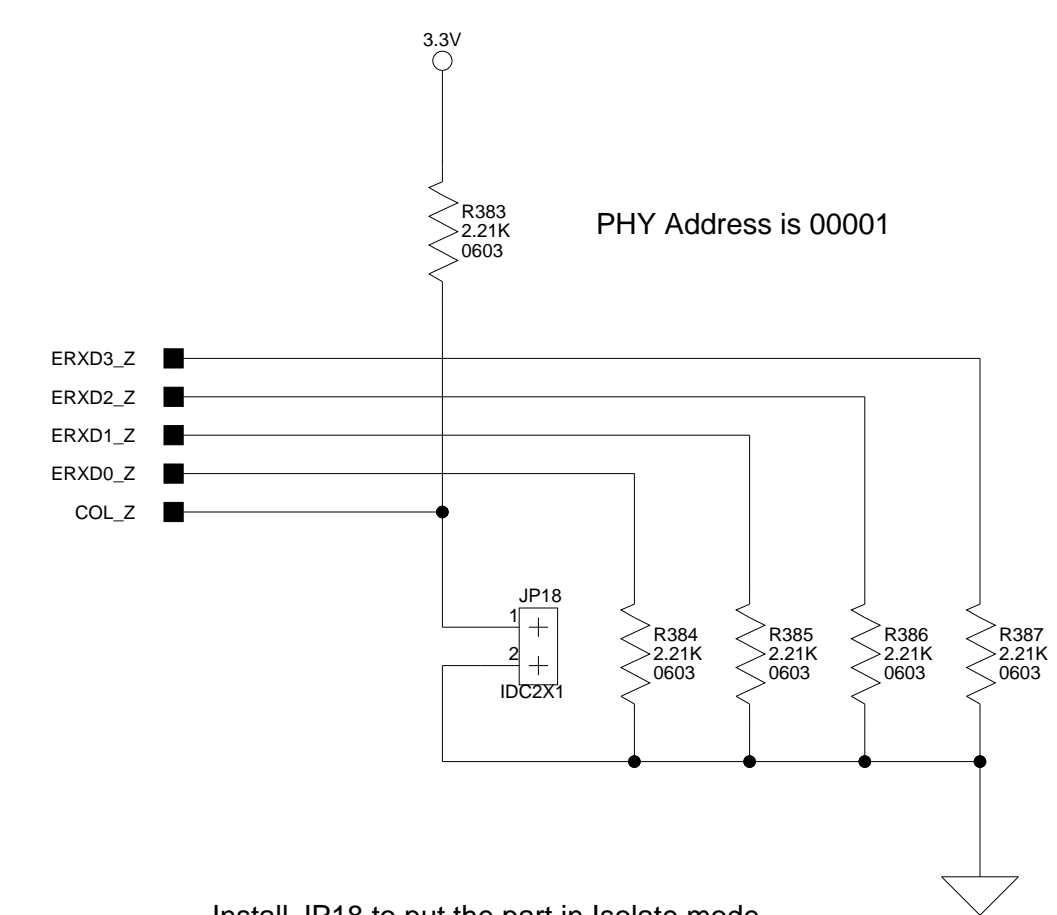 3.3V
R383
2.21K
0603
PHY Address is 00001
ERXD3_Z
ERXD2_Z
ERXD1_Z
ERXD0_Z
COL_Z
JP18
1
2
IDC2X1
R384
2.21K
0603
R385
2.21K
0603
R386
2.21K
0603
R387
2.21K
0603
Install JP18 to put the part in Isolate mode